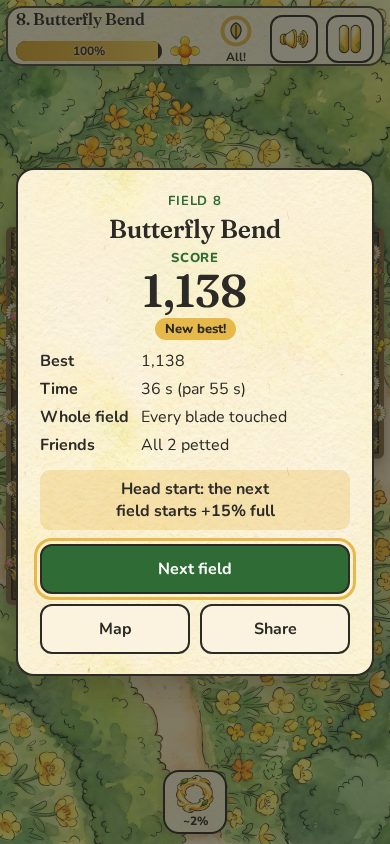 8. Butterfly Bend
100%
All!
FIELD 8
Butterfly Bend
SCORE
1,138
New best!
Best 1,138
Time 36 s (par 55 s)
Whole field Every blade touched
Friends All 2 petted
Head start: the next
field starts +15% full
Next field
Map Share
~2%